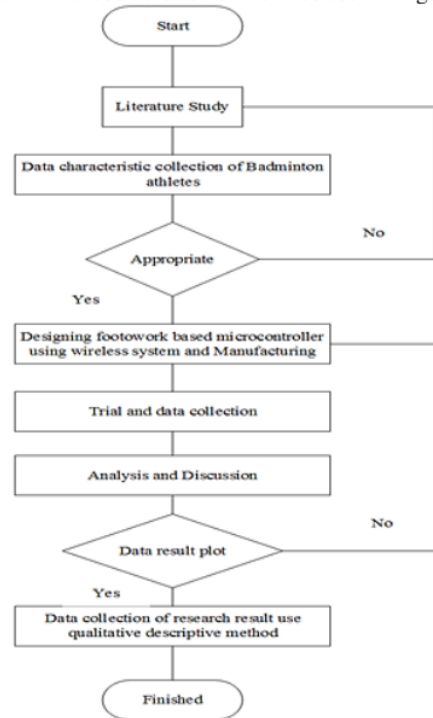 Start
Literature Study
Data characteristic collection of Badminton
athletes
No
Appropriate
Yes
Designing footwork based microcontroller
using wireless system and Manufacturing
Trial and data collection
Analysis and Discussion
No
Data result plot
Yes
Data collection of research result use
qualitative descriptive method
Finished